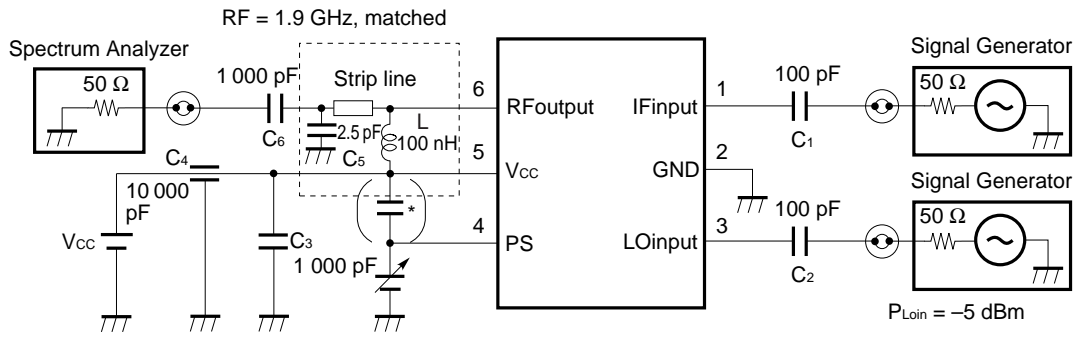 RF = 1.9 GHz, matched
Spectrum Analyzer
50 Ω
1 000 pF
C6
Strip line
2.5 pF
C5
L
100 nH
6
RFoutput
5
VCC
4
PS
*
C4
10 000
pF
VCC
C3
1 000 pF
IFinput
1
GND
2
LOinput
3
100 pF
C1
Signal Generator
50 Ω
100 pF
C2
Signal Generator
50 Ω
PLoin = –5 dBm